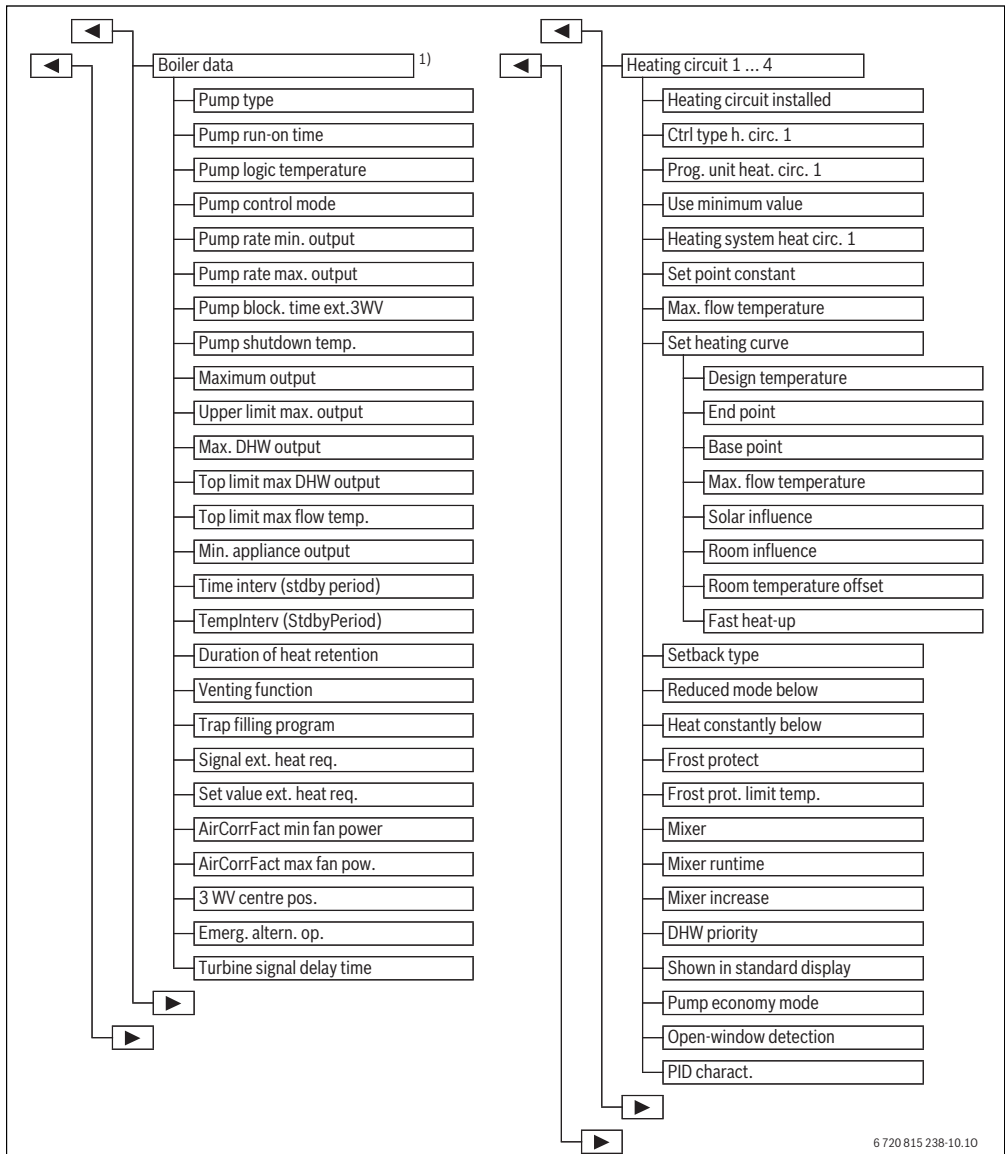 Boiler data 1)
Pump type
Pump run-on time
Pump logic temperature
Pump control mode
Pump rate min. output
Pump rate max. output
Pump block. time ext.3WV
Pump shutdown temp.
Maximum output
Upper limit max. output
Max. DHW output
Top limit max DHW output
Top limit max flow temp.
Min. appliance output
Time interv (stdby period)
TempInterv (StdbyPeriod)
Duration of heat retention
Venting function
Trap filling program
Signal ext. heat req.
Set value ext. heat req.
AirCorrFact min fan power
AirCorrFact max fan pow.
3 WV centre pos.
Emerg. altern. op.
Turbine signal delay time
Heating circuit 1 ... 4
Heating circuit installed
Ctrl type h. circ. 1
Prog. unit heat. circ. 1
Use minimum value
Heating system heat circ. 1
Set point constant
Max. flow temperature
Set heating curve
Design temperature
End point
Base point
Max. flow temperature
Solar influence
Room influence
Room temperature offset
Fast heat-up
Setback type
Reduced mode below
Heat constantly below
Frost protect
Frost prot. limit temp.
Mixer
Mixer runtime
Mixer increase
DHW priority
Shown in standard display
Pump economy mode
Open-window detection
PID charact.
6 720 815 238-10.1O